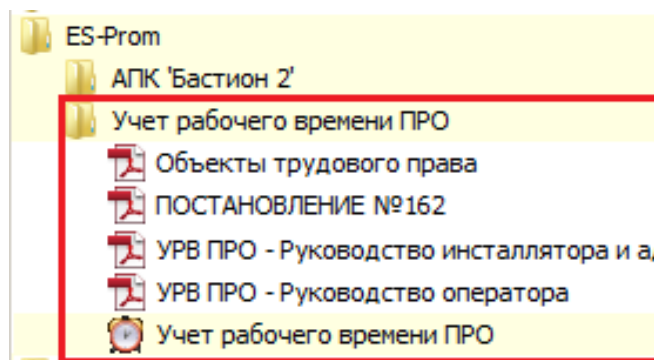 ES-Prom
АПК 'Бастион 2'
Учет рабочего времени ПРО
Объекты трудового права
ПОСТАНОВЛЕНИЕ №162
УРВ ПРО - Руководство инсталлятора и
УРВ ПРО - Руководство оператора
Учет рабочего времени ПРО